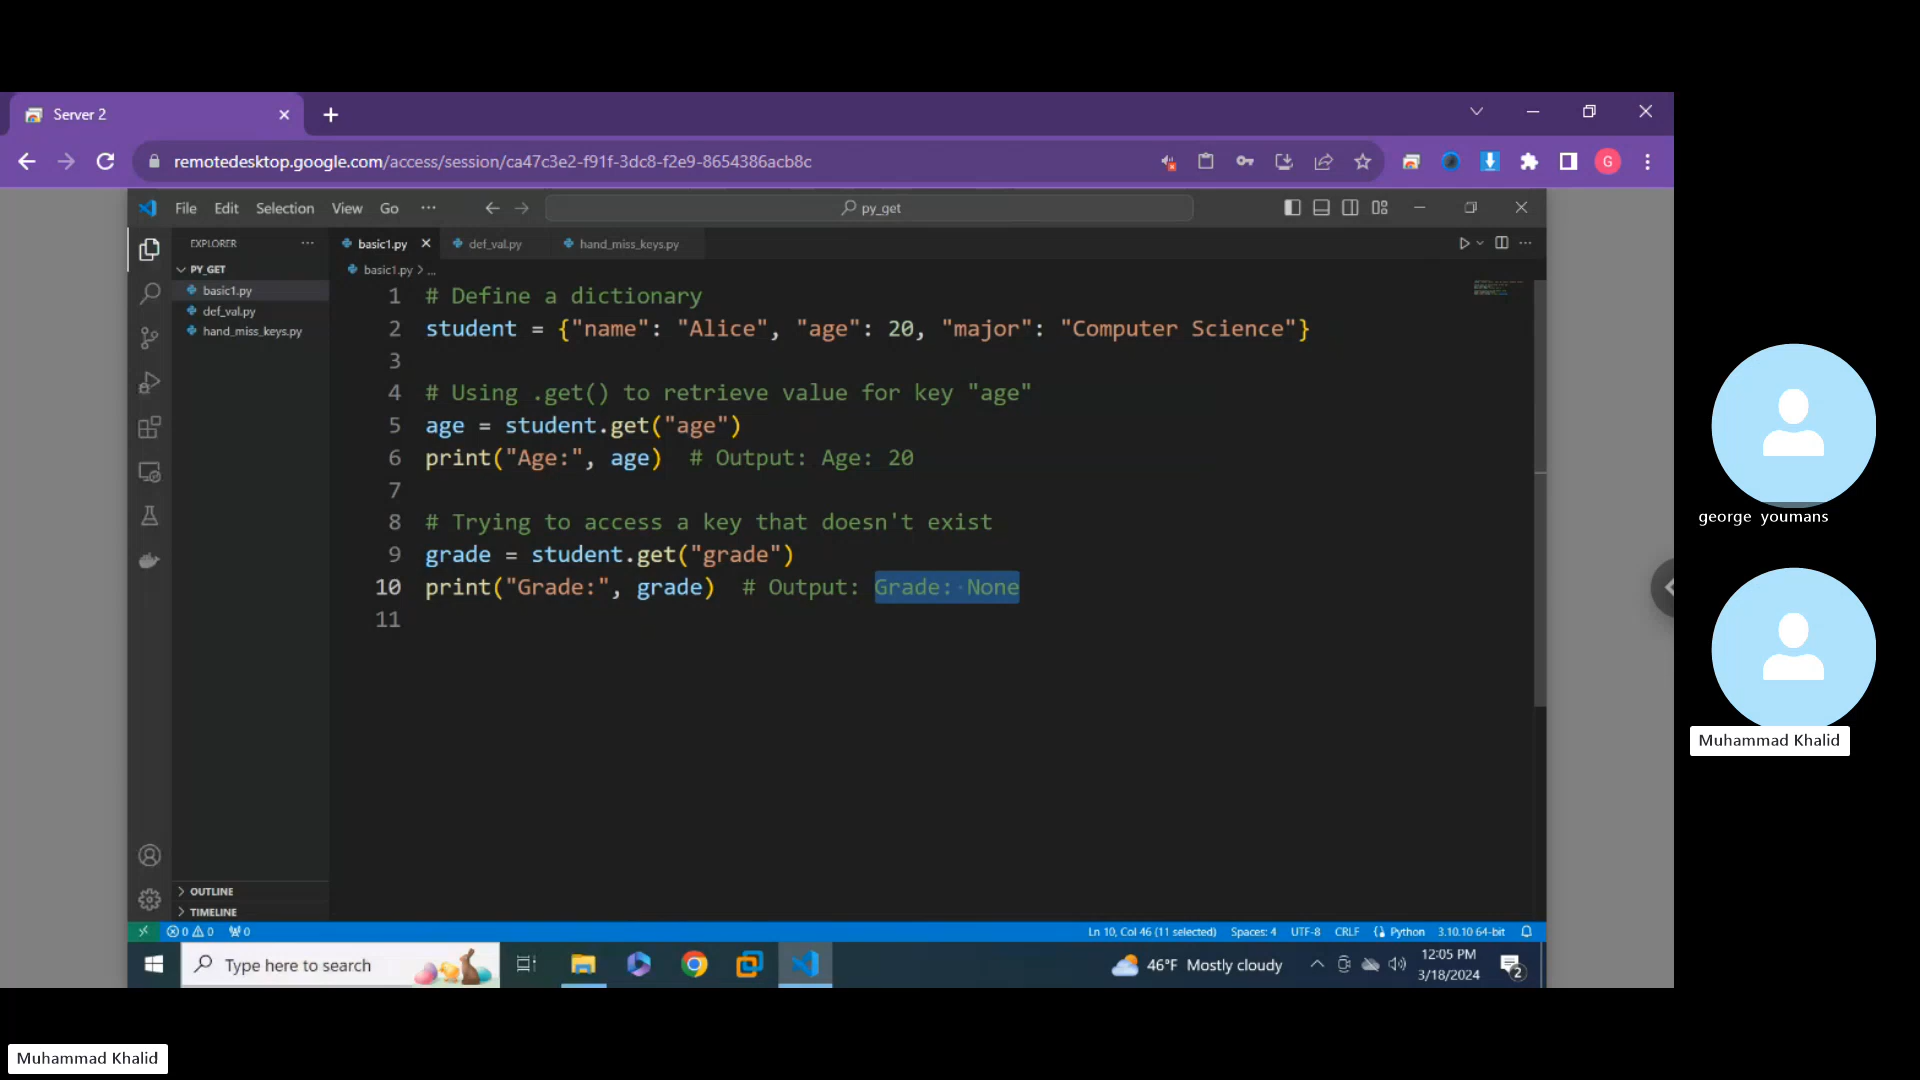 Server 2
remotedesktop.google.com/access/session/ca47c3e2-f91f-3dc8-f2e9-8654386acb8c
G
File Edit Selection View Go ··· py_get
EXPLORER ···
PY_GET
basic1.py
def_val.py
hand_miss_keys.py
OUTLINE
TIMELINE
basic1.py def_val.py hand_miss_keys.py
basic1.py > ...
1 # Define a dictionary
2 student = {"name": "Alice", "age": 20, "major": "Computer Science"}
3
4 # Using .get() to retrieve value for key "age"
5 age = student.get("age")
6 print("Age:", age)  # Output: Age: 20
7
8 # Trying to access a key that doesn't exist
9 grade = student.get("grade")
10 print("Grade:", grade)  # Output: Grade: None
11
0 0 0 Ln 10, Col 46 (11 selected) Spaces: 4 UTF-8 CRLF Python 3.10.10 64-bit
Type here to search 46°F Mostly cloudy 12:05 PM
3/18/2024
2
george youmans
Muhammad Khalid
Muhammad Khalid